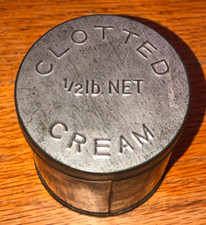 CLOTTED
1/2lb. NET
CREAM